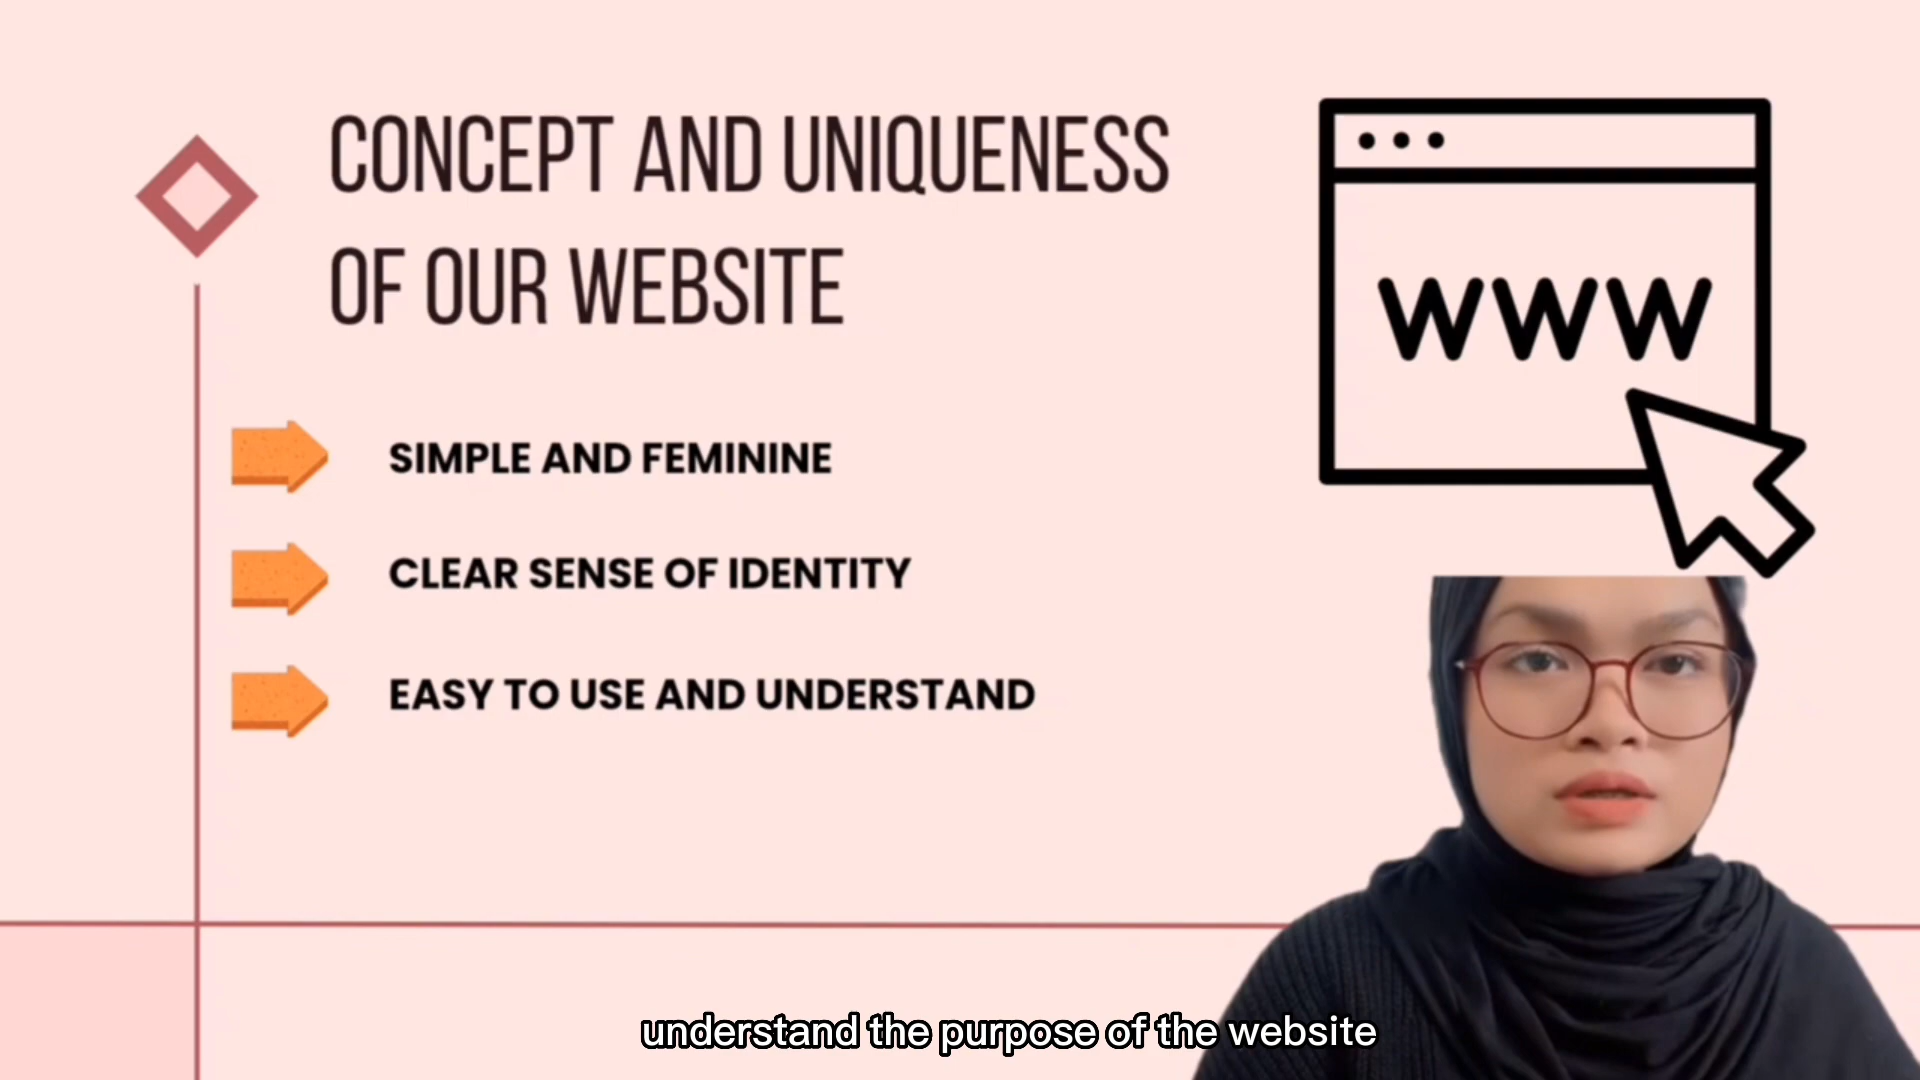 CONCEPT AND UNIQUENESS
OF OUR WEBSITE
WWW
SIMPLE AND FEMININE
CLEAR SENSE OF IDENTITY
EASY TO USE AND UNDERSTAND
understand the purpose of the website